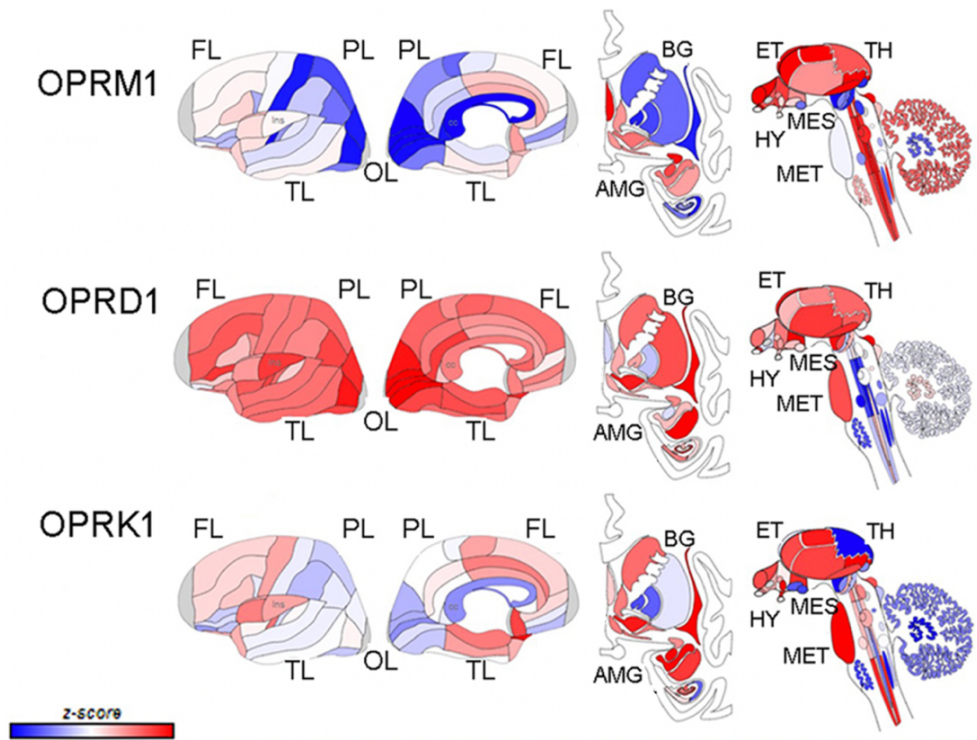 OPRM1
FL
PL
PL
FL
BG
ET
TH
Ins
cc
TL
OL
TL
AMG
HY
MES
MET
OPRD1
FL
PL
PL
FL
BG
ET
TH
cc
TL
OL
TL
AMG
HY
MES
MET
OPRK1
FL
PL
PL
FL
BG
ET
TH
Ins
cc
TL
OL
TL
AMG
HY
MES
MET
z-score